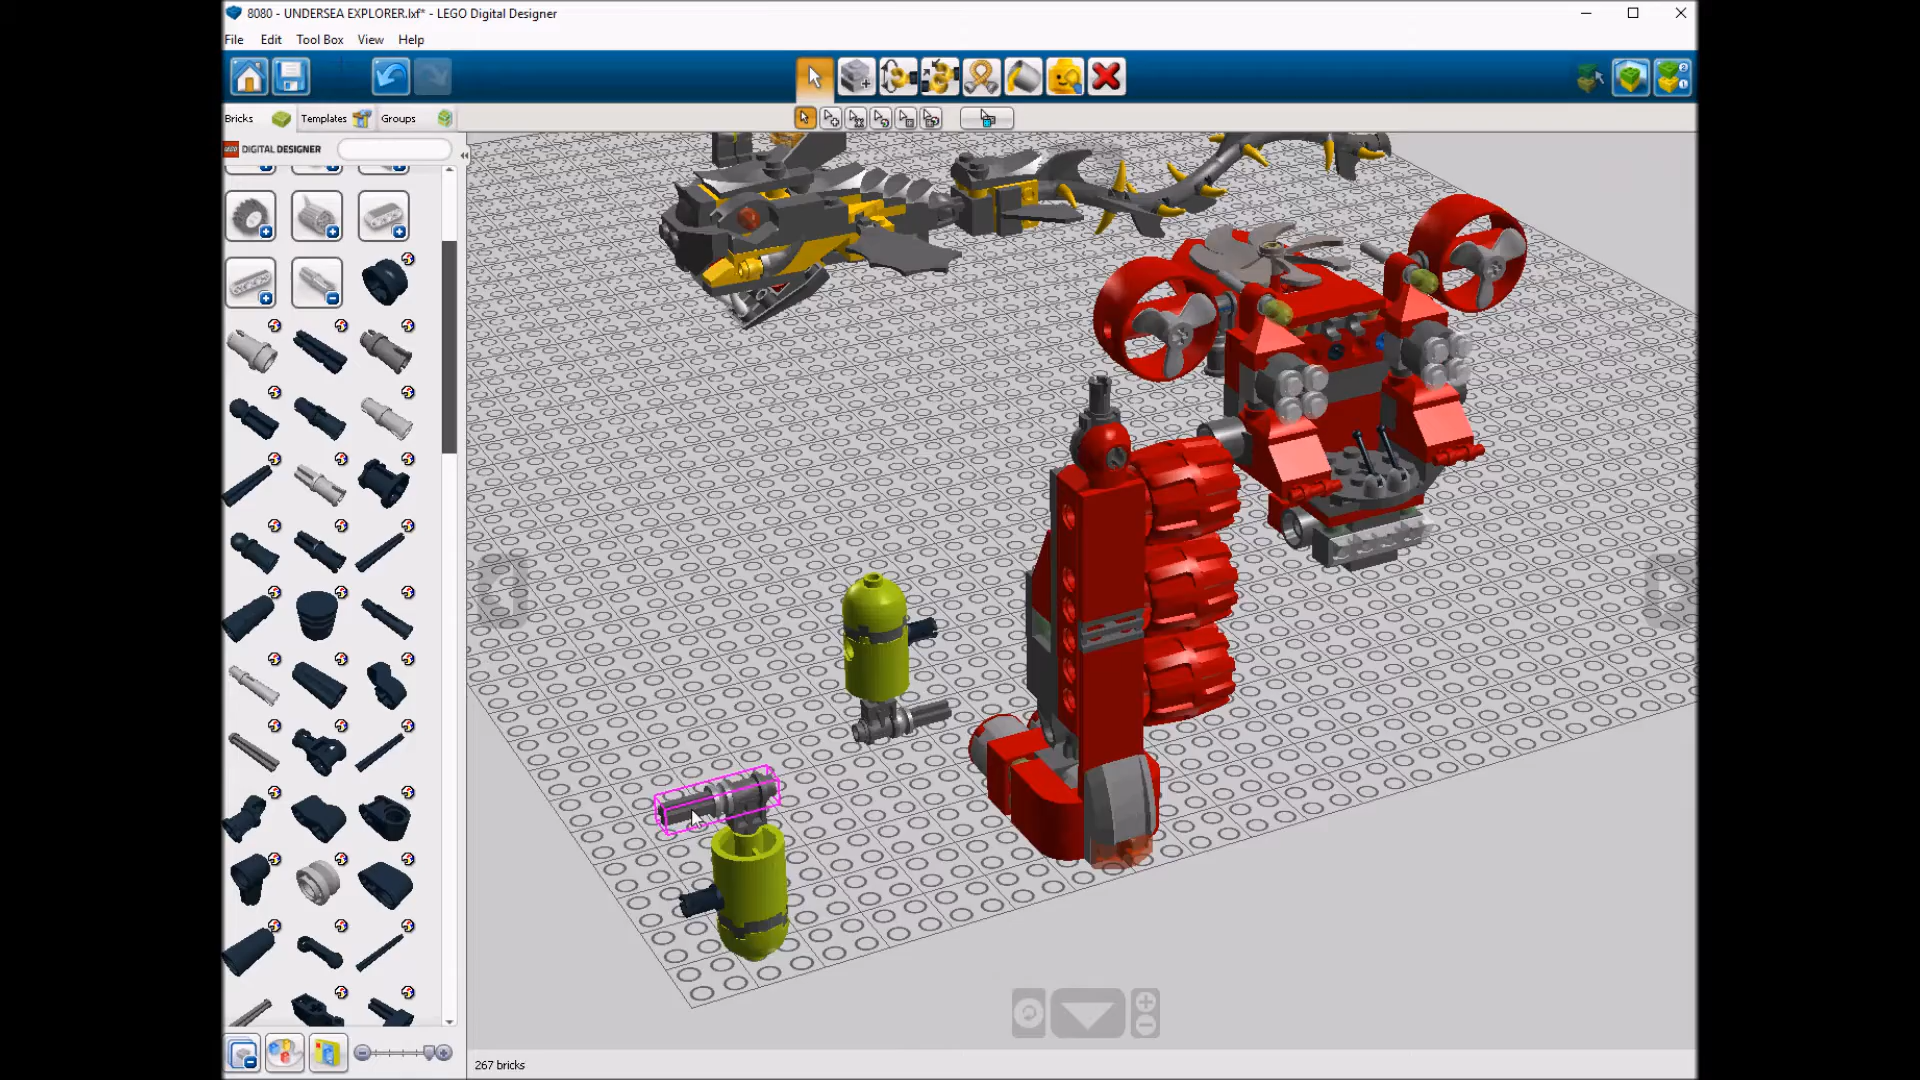 8080 - UNDERSEA EXPLORER.lxf* - LEGO Digital Designer
File Edit Tool Box View Help
Bricks Templates Groups
LEGO DIGITAL DESIGNER
267 bricks